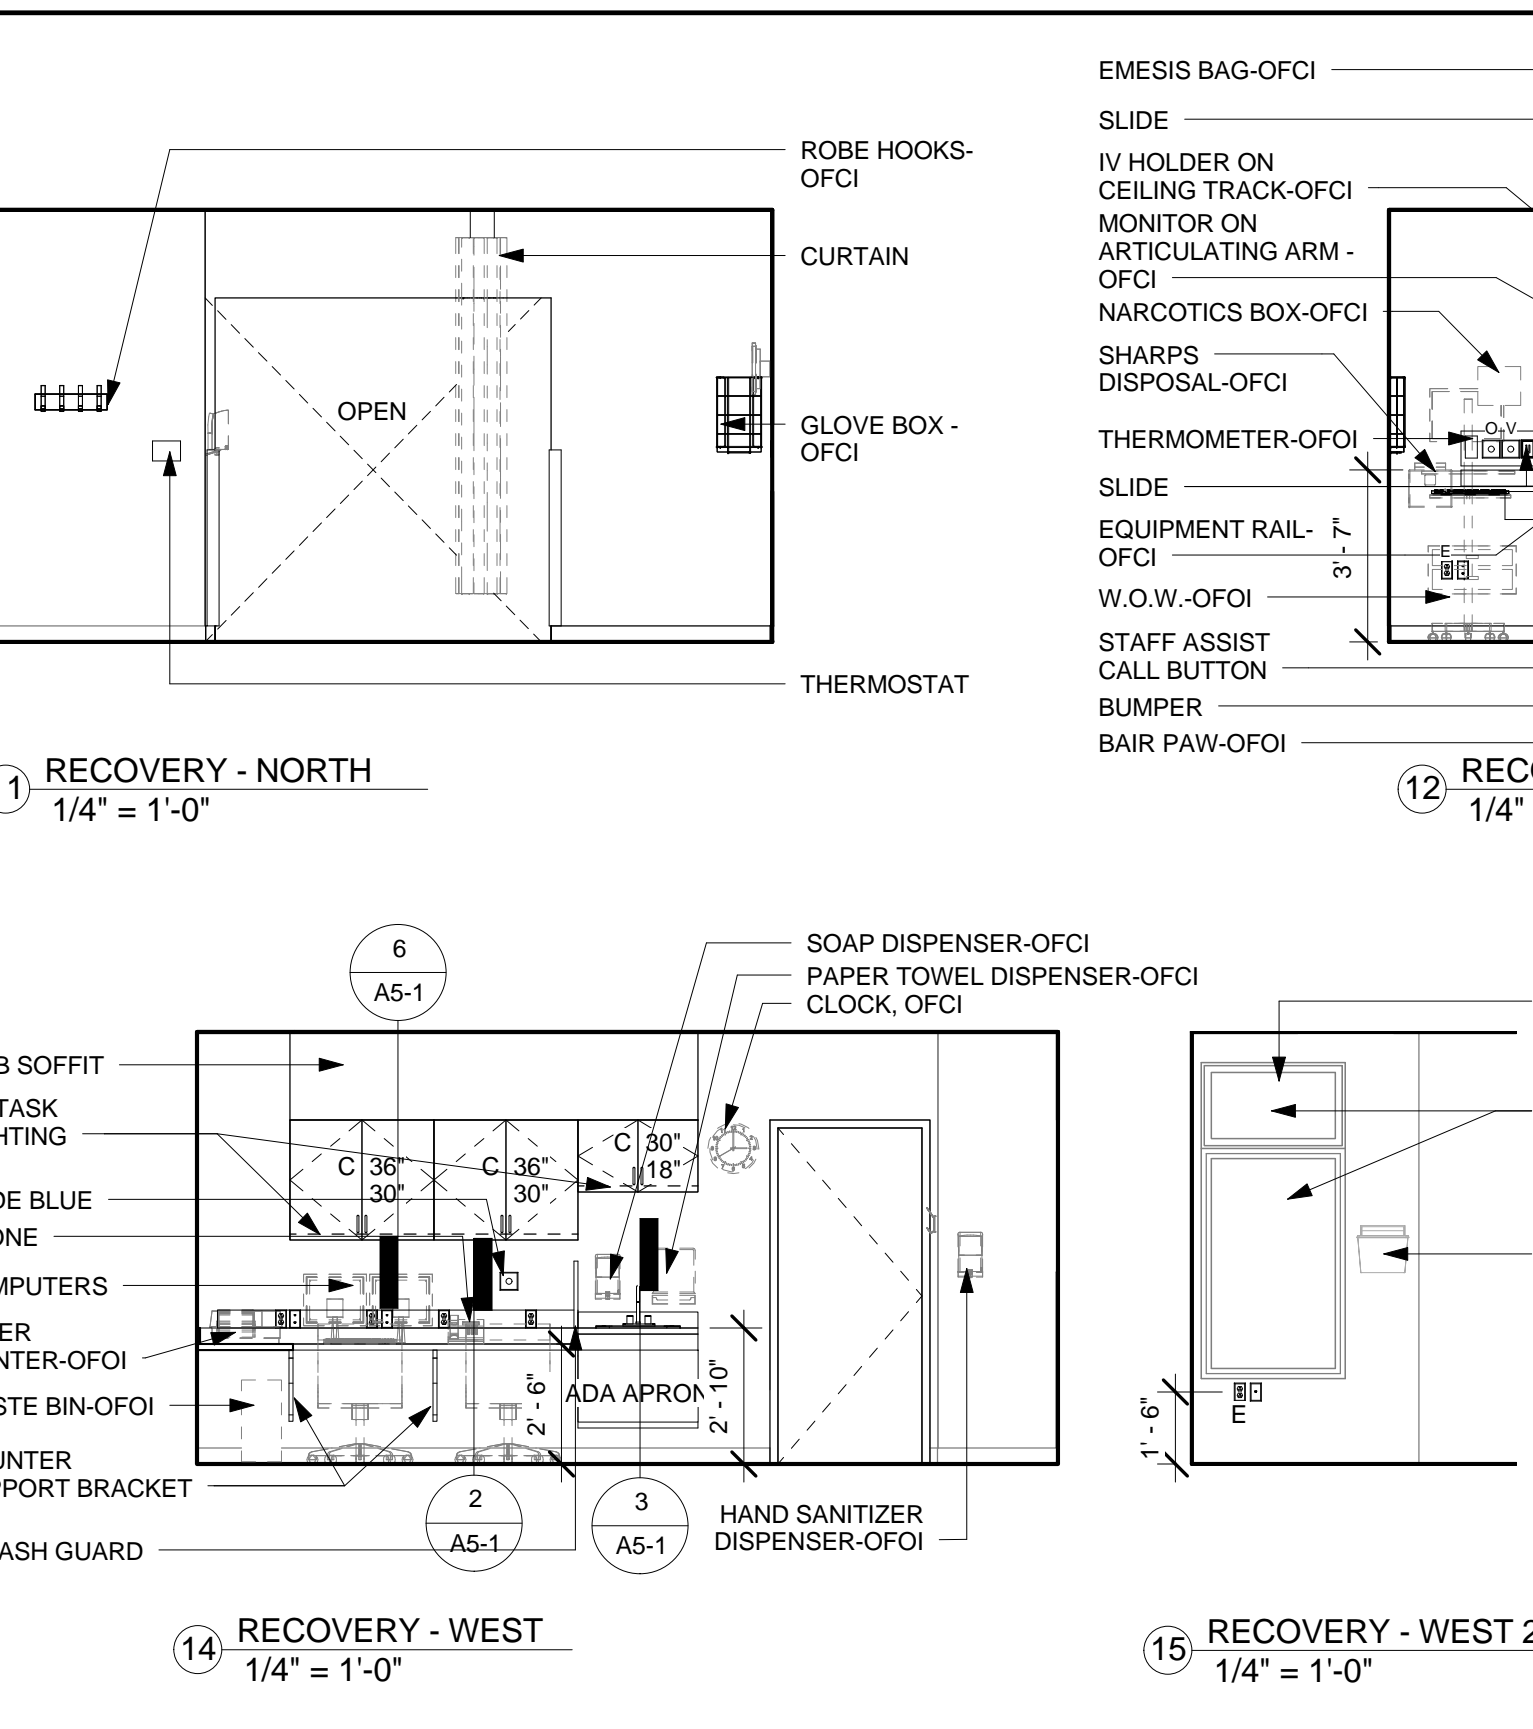 ROBE HOOKS-
OFCI
CURTAIN
OPEN
GLOVE BOX -
OFCI
THERMOSTAT
1
RECOVERY - NORTH
1/4" = 1'-0"
EMESIS BAG-OFCI
SLIDE
IV HOLDER ON
CEILING TRACK-OFCI
MONITOR ON
ARTICULATING ARM -
OFCI
NARCOTICS BOX-OFCI
SHARPS
DISPOSAL-OFCI
THERMOMETER-OFOI
SLIDE
EQUIPMENT RAIL-
OFCI
W.O.W.-OFOI
STAFF ASSIST
CALL BUTTON
BUMPER
BAIR PAW-OFOI
O V
E
3' - 7"
12
RECO
1/4"
6
A5-1
SOAP DISPENSER-OFCI
PAPER TOWEL DISPENSER-OFCI
CLOCK, OFCI
B SOFFIT
TASK
HTING
DE BLUE
ONE
MPUTERS
ER
NTER-OFOI
STE BIN-OFOI
UNTER
PPORT BRACKET
ASH GUARD
C 36"
30"
C 36"
30"
C 30"
18"
2' - 6"
ADA APRON
2' - 10"
2
A5-1
3
A5-1
HAND SANITIZER
DISPENSER-OFOI
14
RECOVERY - WEST
1/4" = 1'-0"
1' - 6"
E
15
RECOVERY - WEST 2
1/4" = 1'-0"